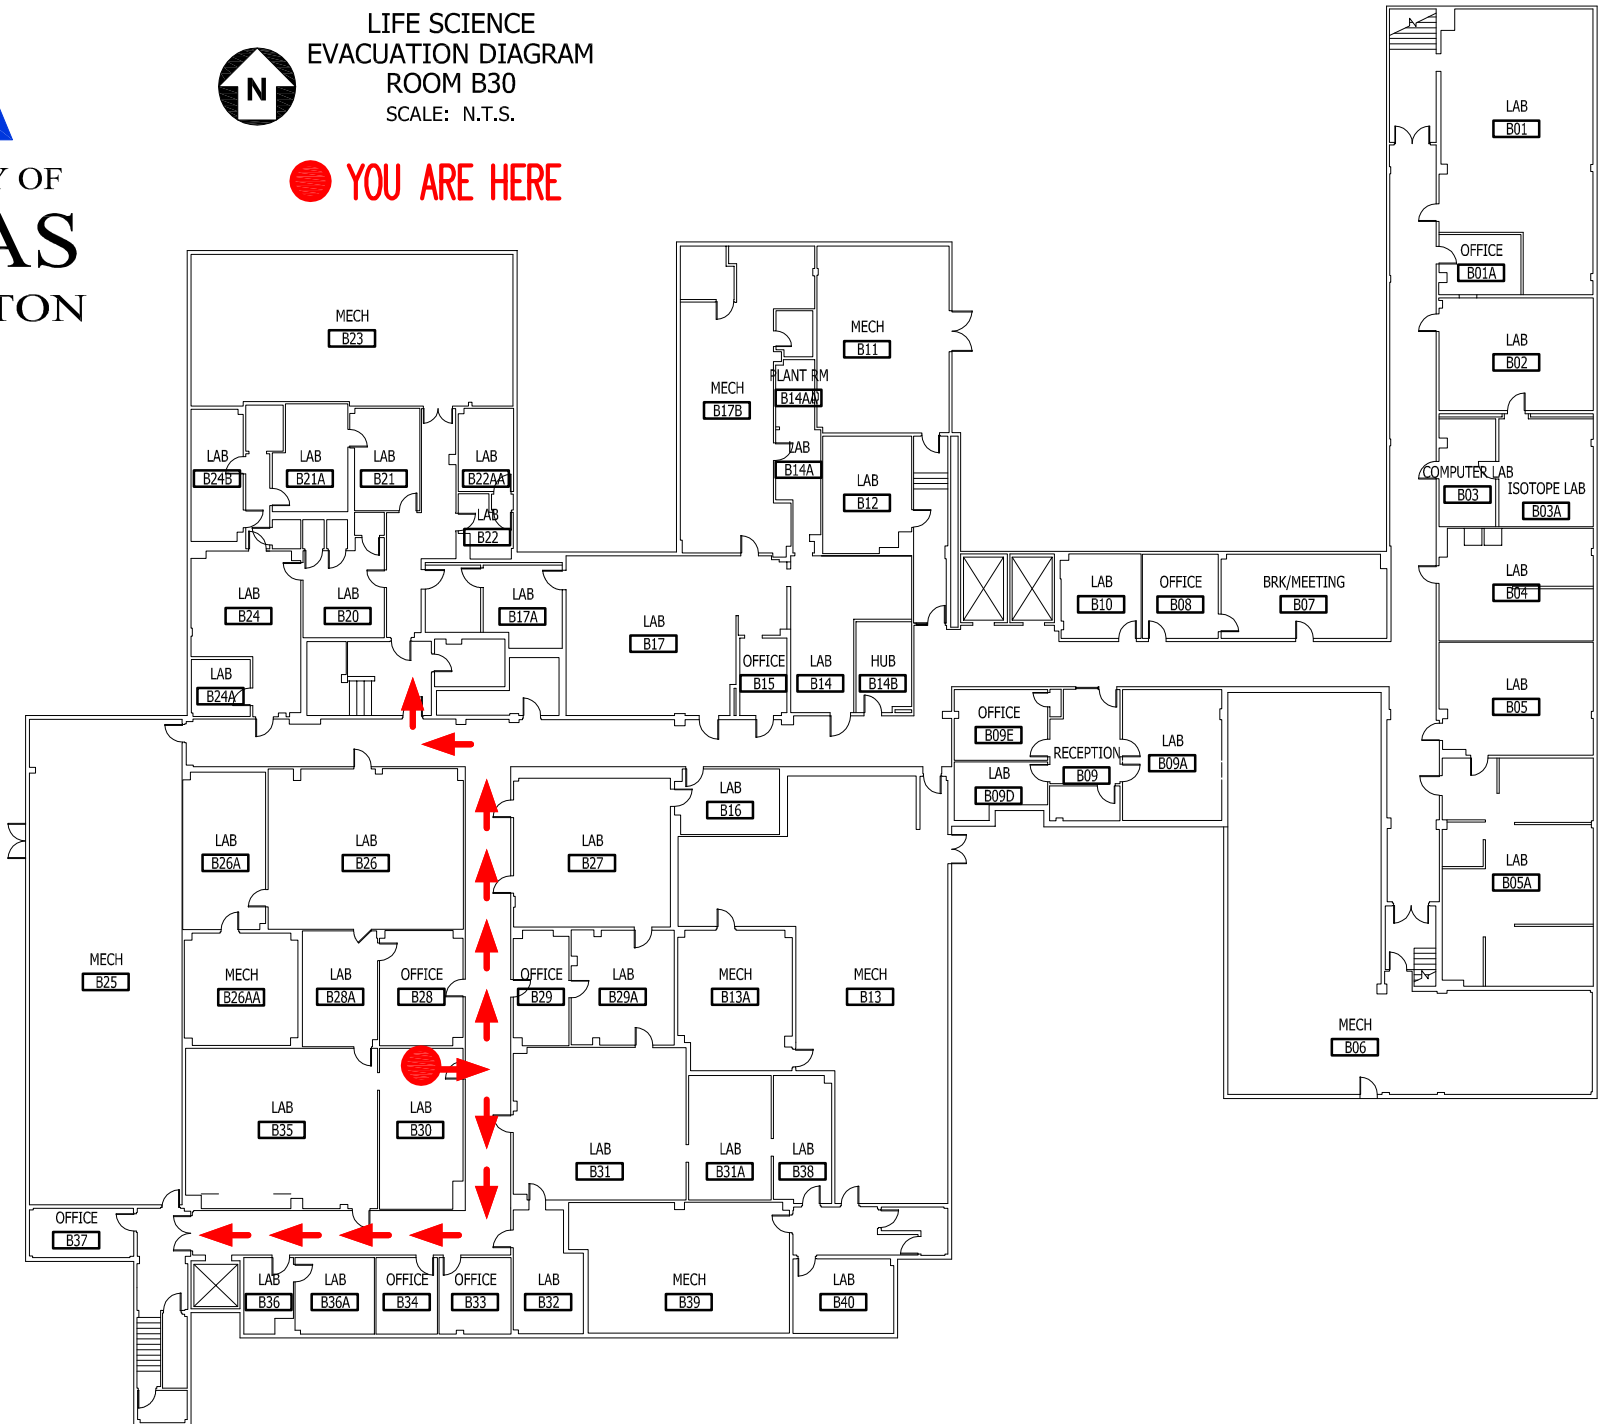 LIFE SCIENCE
EVACUATION DIAGRAM
ROOM B30
SCALE: N.T.S.
N
YOU ARE HERE
Y OF
AS
TON
LAB
B01
OFFICE
B01A
LAB
B02
COMPUTER LAB
B03
ISOTOPE LAB
B03A
LAB
B04
LAB
B05
LAB
B05A
MECH
B06
BRK/MEETING
B07
OFFICE
B08
LAB
B10
OFFICE
B09E
RECEPTION
B09
LAB
B09A
LAB
B09D
MECH
B11
LAB
B12
PLANT RM
B14AA
LAB
B14A
MECH
B17B
MECH
B23
LAB
B24B
LAB
B21A
LAB
B21
LAB
B22AA
LAB
B22
LAB
B24
LAB
B20
LAB
B17A
LAB
B17
OFFICE
B15
LAB
B14
HUB
B14B
LAB
B24A
LAB
B16
LAB
B26A
LAB
B26
LAB
B27
MECH
B25
MECH
B26AA
LAB
B28A
OFFICE
B28
OFFICE
B29
LAB
B29A
MECH
B13A
MECH
B13
LAB
B35
LAB
B30
LAB
B31
LAB
B31A
LAB
B38
OFFICE
B37
LAB
B36
LAB
B36A
OFFICE
B34
OFFICE
B33
LAB
B32
MECH
B39
LAB
B40